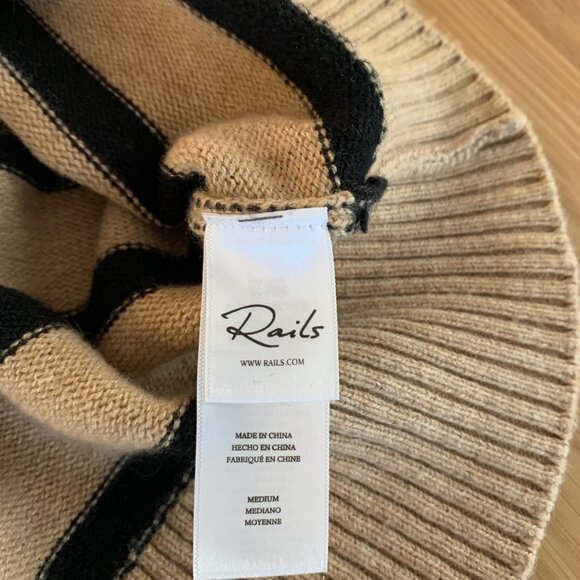 Rails
WWW.RAILS.COM
MADE IN CHINA
HECHO EN CHINA
FABRIQUÉ EN CHINE
MEDIUM
MEDIANO
MOYENNE